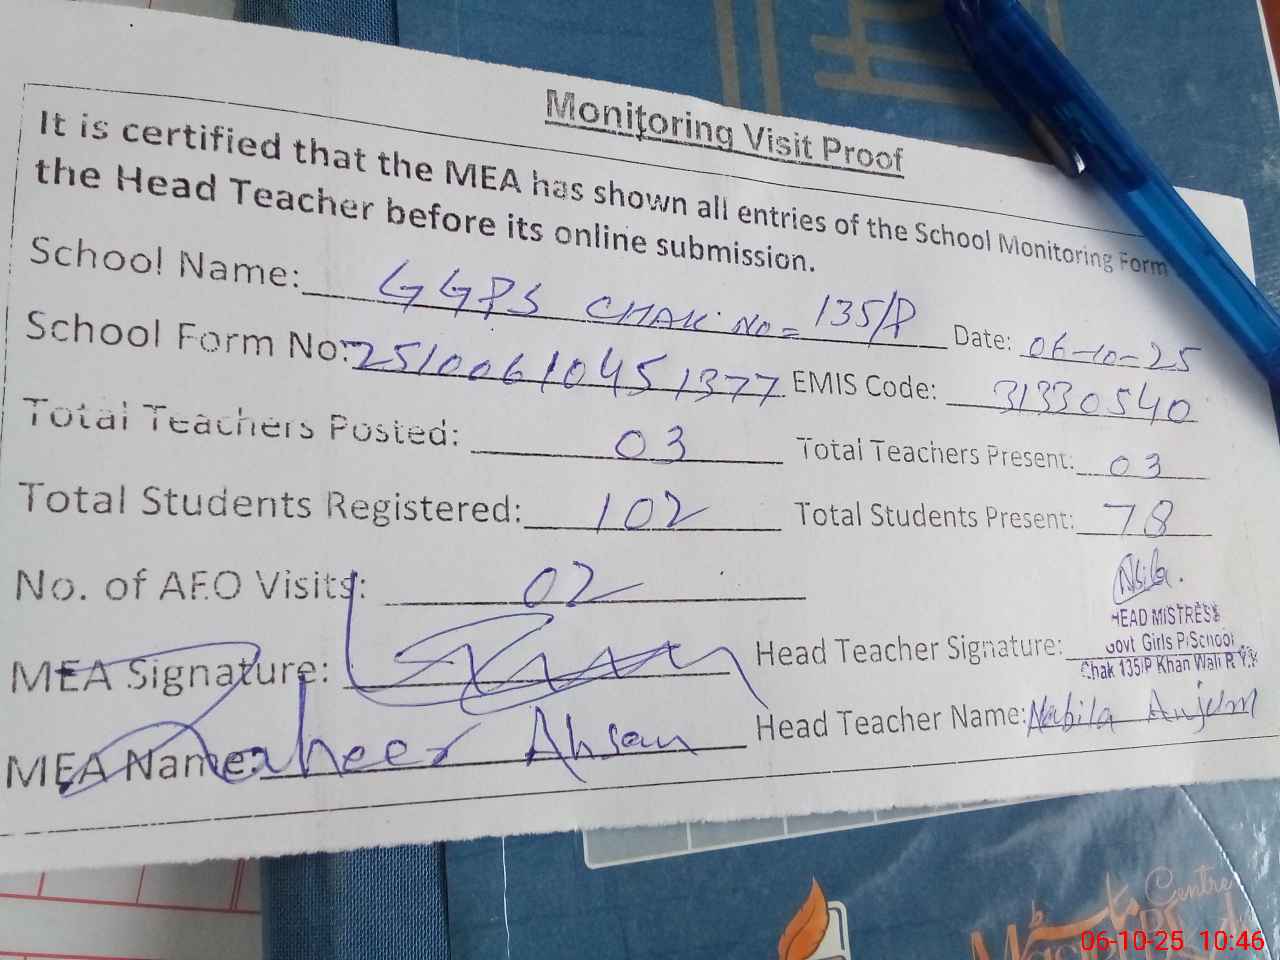 Monitoring Visit Proof
It is certified that the MEA has shown all entries of the School Monitoring Form
the Head Teacher before its online submission.
School Name: GGPS CHAK NO = 135/P Date: 06-10-25
School Form No: 25100610451377 EMIS Code: 31330540
Total Teachers Posted: 03 Total Teachers Present: 03
Total Students Registered: 102 Total Students Present: 78
No. of AEO Visits: 02
HEAD MISTRESS
MEA Signature: Head Teacher Signature: Govt Girls P/School
Chak 135/P Khan Wali R.Y.K
MEA Name: Zaheer Ahsan Head Teacher Name: Nabila Anjum
Centre
06-10-25 10:46